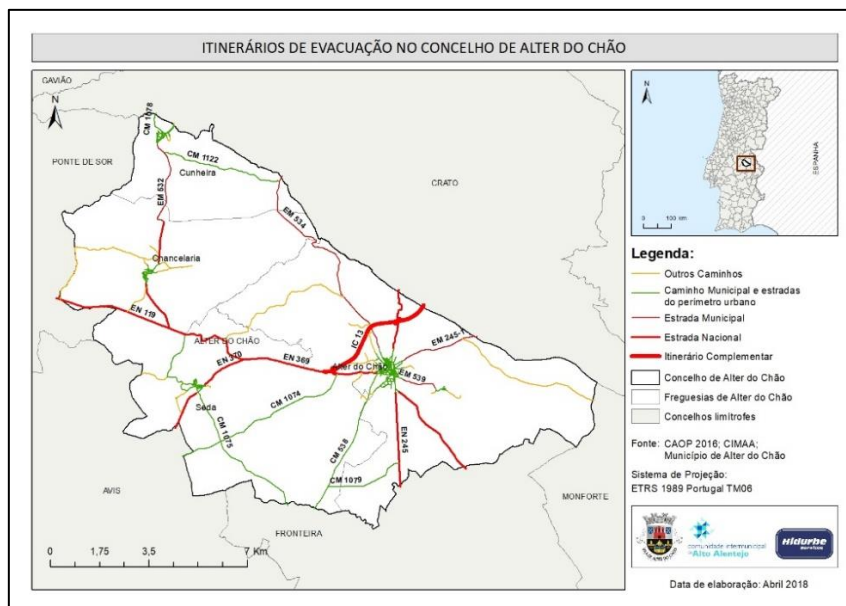 ITINERÁRIOS DE EVACUAÇÃO NO CONCELHO DE ALTER DO CHÃO
GAVIÃO
N
CM 1078
PONTE DE SOR
CM 1122
Cunheira
CRATO
EM 532
EM 534
Chancelaria
EN 119
ALTER DO CHÃO
IC 13
EM 245-1
EN 370
EN 369
Alter do Chão
EM 539
Seda
CM 1074
CM 1075
CM 538
EN 245
CM 1079
AVIS
MONFORTE
FRONTEIRA
0 1,75 3,5 7 Km
N
ESPANHA
0 100 km
Legenda:
Outros Caminhos
Caminho Municipal e estradas
do perímetro urbano
Estrada Municipal
Estrada Nacional
Itinerário Complementar
Concelho de Alter do Chão
Freguesias de Alter do Chão
Concelhos limítrofes
Fonte: CAOP 2016; CIMAA;
Município de Alter do Chão
Sistema de Projeção:
ETRS 1989 Portugal TM06
comunidade intermunicipal
do Alto Alentejo
Hidurbe
Data de elaboração: Abril 2018